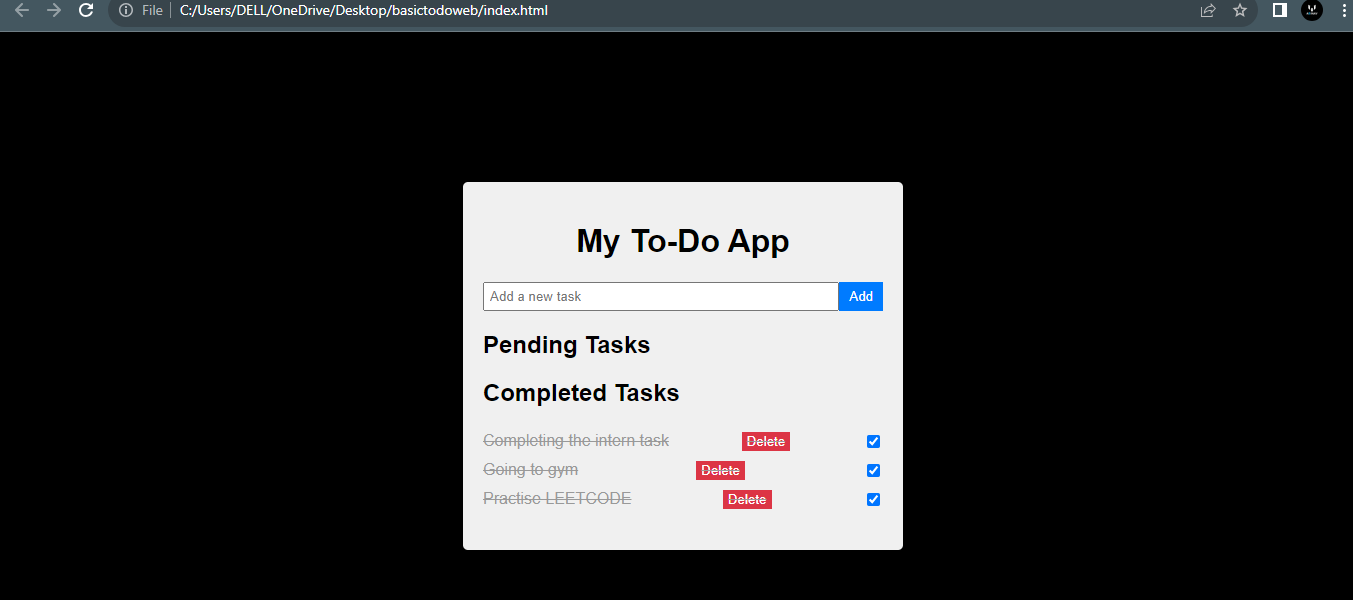 File C:/Users/DELL/OneDrive/Desktop/basictodoweb/index.html
My To-Do App
Add a new task Add
Pending Tasks
Completed Tasks
Completing the intern task Delete
Going to gym Delete
Practise LEETCODE Delete